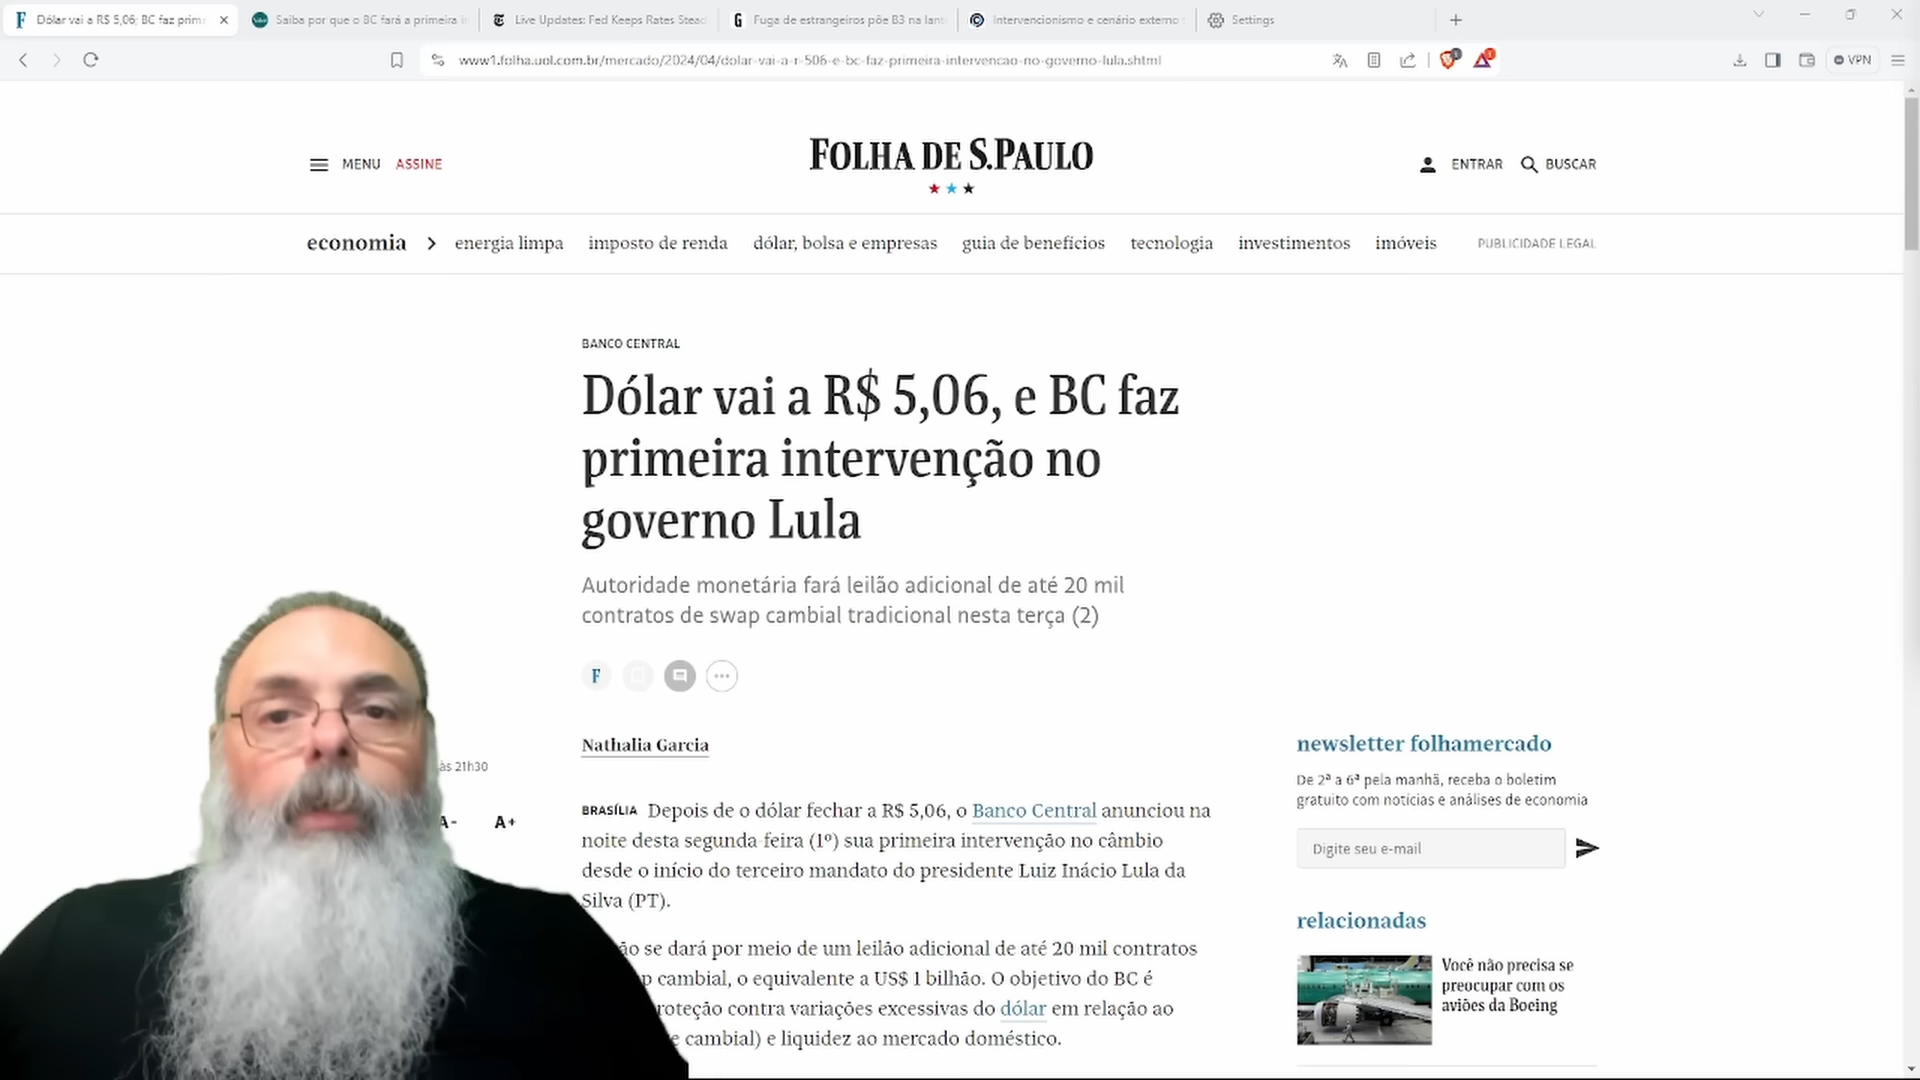 Dólar vai a R$ 5,06; BC faz prim
Saiba por que o BC fará a primeira in
Live Updates: Fed Keeps Rates Stead
Fuga de estrangeiros põe B3 na lant
Intervencionismo e cenário externo
Settings
www1.folha.uol.com.br/mercado/2024/04/dolar-vai-a-r-506-e-bc-faz-primeira-intervencao-no-governo-lula.shtml
VPN
MENU ASSINE
FOLHA DE S.PAULO
ENTRAR BUSCAR
economia energia limpa imposto de renda dólar, bolsa e empresas guia de benefícios tecnologia investimentos imóveis PUBLICIDADE LEGAL
BANCO CENTRAL
Dólar vai a R$ 5,06, e BC faz
primeira intervenção no
governo Lula
Autoridade monetária fará leilão adicional de até 20 mil
contratos de swap cambial tradicional nesta terça (2)
F
Nathalia Garcia
às 21h30
A- A+
BRASÍLIA Depois de o dólar fechar a R$ 5,06, o Banco Central anunciou na
noite desta segunda-feira (1º) sua primeira intervenção no câmbio
desde o início do terceiro mandato do presidente Luiz Inácio Lula da
Silva (PT).
ão se dará por meio de um leilão adicional de até 20 mil contratos
p cambial, o equivalente a US$ 1 bilhão. O objetivo do BC é
roteção contra variações excessivas do dólar em relação ao
e cambial) e liquidez ao mercado doméstico.
newsletter folhamercado
De 2ª a 6ª pela manhã, receba o boletim
gratuito com notícias e análises de economia
Digite seu e-mail
relacionadas
Você não precisa se
preocupar com os
aviões da Boeing